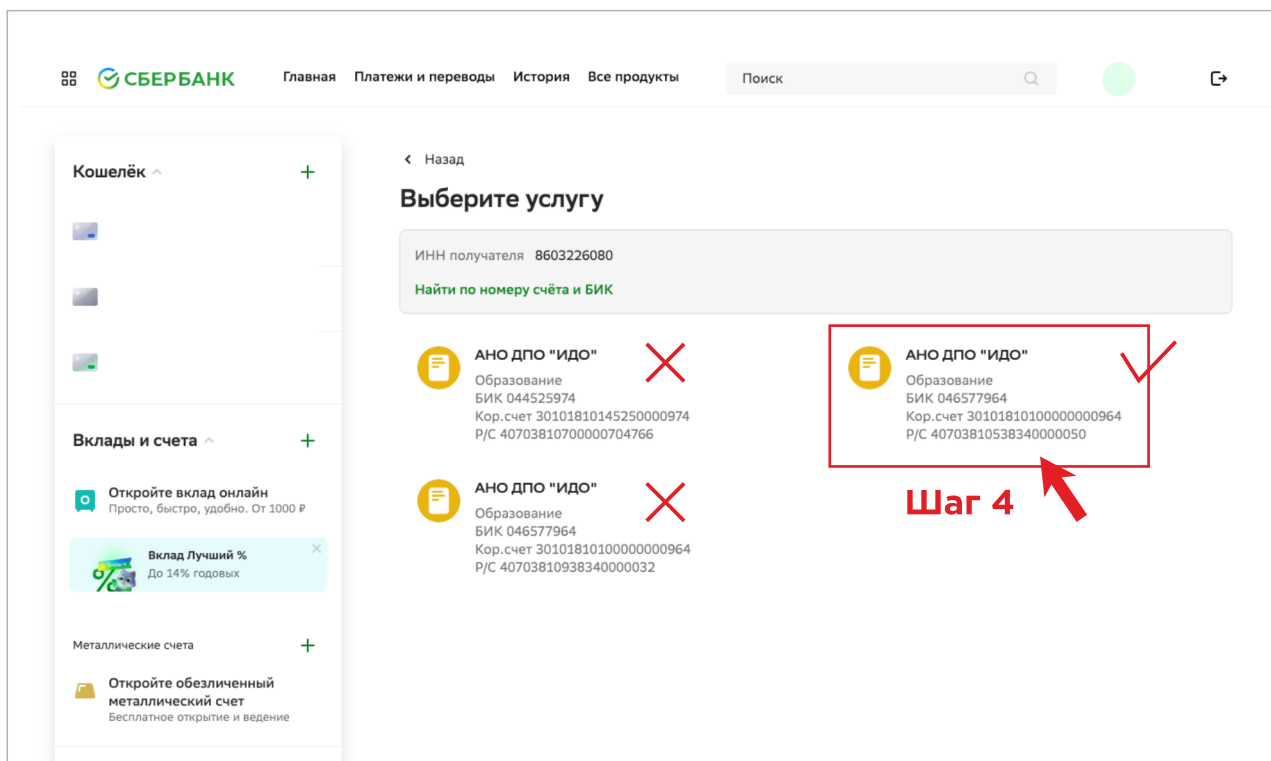 СБЕРБАНК
Главная Платежи и переводы История Все продукты
Поиск
Кошелёк
Вклады и счета
Откройте вклад онлайн
Просто, быстро, удобно. От 1000 ₽
Вклад Лучший %
До 14% годовых
Металлические счета
Откройте обезличенный
металлический счет
Бесплатное открытие и ведение
Назад
Выберите услугу
ИНН получателя 8603226080
Найти по номеру счёта и БИК
АНО ДПО "ИДО"
Образование
БИК 044525974
Кор.счет 30101810145250000974
Р/С 40703810700000704766
АНО ДПО "ИДО"
Образование
БИК 046577964
Кор.счет 30101810100000000964
Р/С 40703810538340000050
АНО ДПО "ИДО"
Образование
БИК 046577964
Кор.счет 30101810100000000964
Р/С 40703810938340000032
Шаг 4